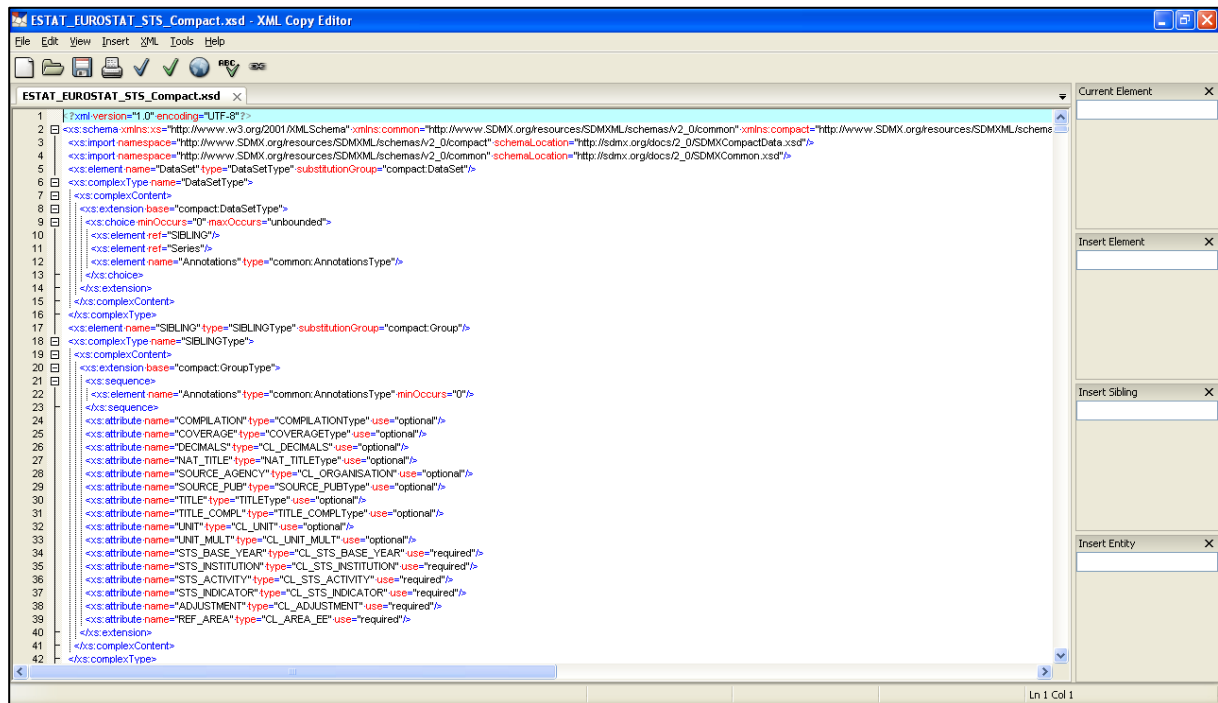 ESTAT_EUROSTAT_STS_Compact.xsd - XML Copy Editor
File Edit View Insert XML Tools Help
ABC
ESTAT_EUROSTAT_STS_Compact.xsd
1 <?xml version="1.0" encoding="UTF-8"?>
2 <xs:schema xmlns:xs="http://www.w3.org/2001/XMLSchema" xmlns:common="http://www.SDMX.org/resources/SDMXML/schemas/v2_0/common" xmlns:compact="http://www.SDMX.org/resources/SDMXML/schema
3 <xs:import namespace="http://www.SDMX.org/resources/SDMXML/schemas/v2_0/compact" schemaLocation="http://sdmx.org/docs/2_0/SDMXCompactData.xsd"/>
4 <xs:import namespace="http://www.SDMX.org/resources/SDMXML/schemas/v2_0/common" schemaLocation="http://sdmx.org/docs/2_0/SDMXCommon.xsd"/>
5 <xs:element name="DataSet" type="DataSetType" substitutionGroup="compact:DataSet"/>
6 <xs:complexType name="DataSetType">
7 <xs:complexContent>
8 <xs:extension base="compact:DataSetType">
9 <xs:choice minOccurs="0" maxOccurs="unbounded">
10 <xs:element ref="SIBLING"/>
11 <xs:element ref="Series"/>
12 <xs:element name="Annotations" type="common:AnnotationsType"/>
13 </xs:choice>
14 </xs:extension>
15 </xs:complexContent>
16 </xs:complexType>
17 <xs:element name="SIBLING" type="SIBLINGType" substitutionGroup="compact:Group"/>
18 <xs:complexType name="SIBLINGType">
19 <xs:complexContent>
20 <xs:extension base="compact:GroupType">
21 <xs:sequence>
22 <xs:element name="Annotations" type="common:AnnotationsType" minOccurs="0"/>
23 </xs:sequence>
24 <xs:attribute name="COMPILATION" type="COMPILATIONType" use="optional"/>
25 <xs:attribute name="COVERAGE" type="COVERAGEType" use="optional"/>
26 <xs:attribute name="DECIMALS" type="CL_DECIMALS" use="optional"/>
27 <xs:attribute name="NAT_TITLE" type="NAT_TITLEType" use="optional"/>
28 <xs:attribute name="SOURCE_AGENCY" type="CL_ORGANISATION" use="optional"/>
29 <xs:attribute name="SOURCE_PUB" type="SOURCE_PUBType" use="optional"/>
30 <xs:attribute name="TITLE" type="TITLEType" use="optional"/>
31 <xs:attribute name="TITLE_COMPL" type="TITLE_COMPLType" use="optional"/>
32 <xs:attribute name="UNIT" type="CL_UNIT" use="optional"/>
33 <xs:attribute name="UNIT_MULT" type="CL_UNIT_MULT" use="optional"/>
34 <xs:attribute name="STS_BASE_YEAR" type="CL_STS_BASE_YEAR" use="required"/>
35 <xs:attribute name="STS_INSTITUTION" type="CL_STS_INSTITUTION" use="required"/>
36 <xs:attribute name="STS_ACTIVITY" type="CL_STS_ACTIVITY" use="required"/>
37 <xs:attribute name="STS_INDICATOR" type="CL_STS_INDICATOR" use="required"/>
38 <xs:attribute name="ADJUSTMENT" type="CL_ADJUSTMENT" use="required"/>
39 <xs:attribute name="REF_AREA" type="CL_AREA_EE" use="required"/>
40 </xs:extension>
41 </xs:complexContent>
42 </xs:complexType>
Current Element
Insert Element
Insert Sibling
Insert Entity
Ln 1 Col 1